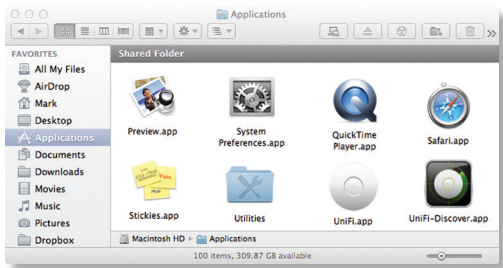 Applications
FAVORITES
All My Files
AirDrop
Mark
Desktop
Applications
Documents
Downloads
Movies
Music
Pictures
Dropbox
Shared Folder
Preview.app
System
Preferences.app
QuickTime
Player.app
Safari.app
Stickies.app
Utilities
UniFi.app
UniFi-Discover.app
Macintosh HD ▸ Applications
100 items, 309.87 GB available